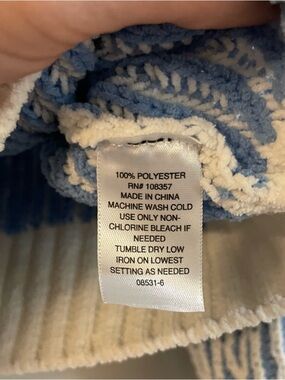 100% POLYESTER
RN# 108357
MADE IN CHINA
MACHINE WASH COLD
USE ONLY NON-
CHLORINE BLEACH IF
NEEDED
TUMBLE DRY LOW
IRON ON LOWEST
SETTING AS NEEDED
08531-6